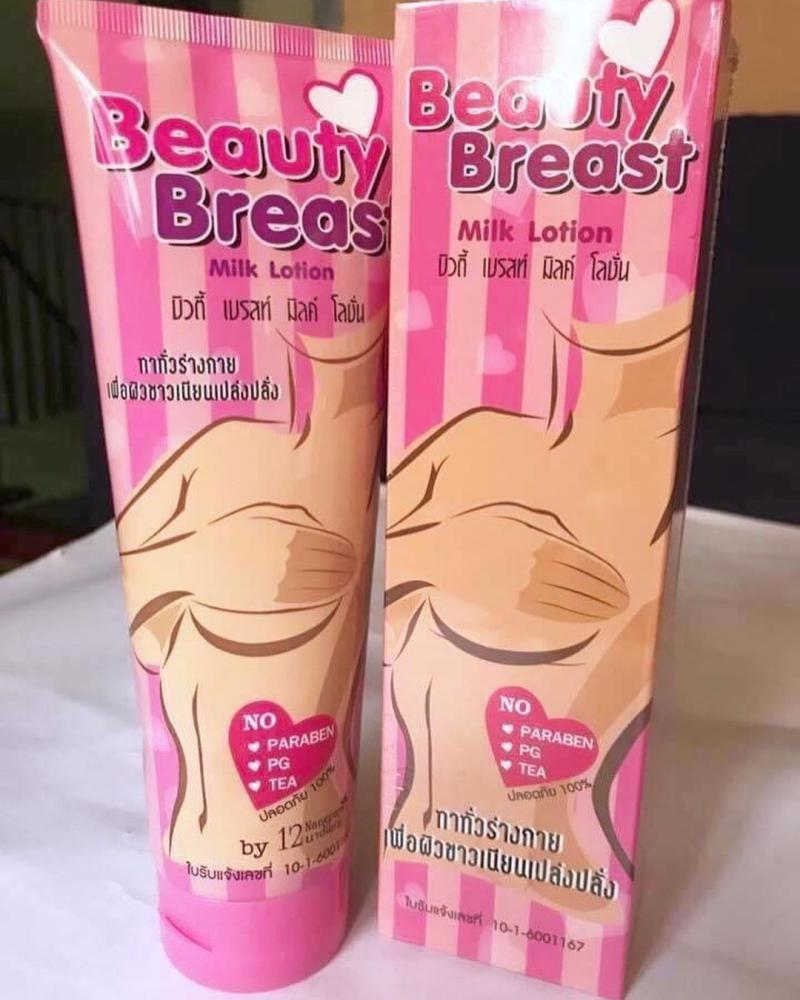 Beauty
Breast
Milk Lotion
บิวตี้ เบรสท์ มิลค์ โลชั่น
ทาทั่วร่างกาย
เพื่อผิวขาวเนียนเปล่งปลั่ง
NO
PARABEN
PG
TEA
ปลอดภัย 100%
by 12
ใบรับแจ้งเลขที่ 10-1-6001
Beauty
Breast
Milk Lotion
บิวตี้ เบรสท์ มิลค์ โลชั่น
NO
PARABEN
PG
TEA
ปลอดภัย 100%
ทาทั่วร่างกาย
เพื่อผิวขาวเนียนเปล่งปลั่ง
ใบรับแจ้งเลขที่ 10-1-6001167